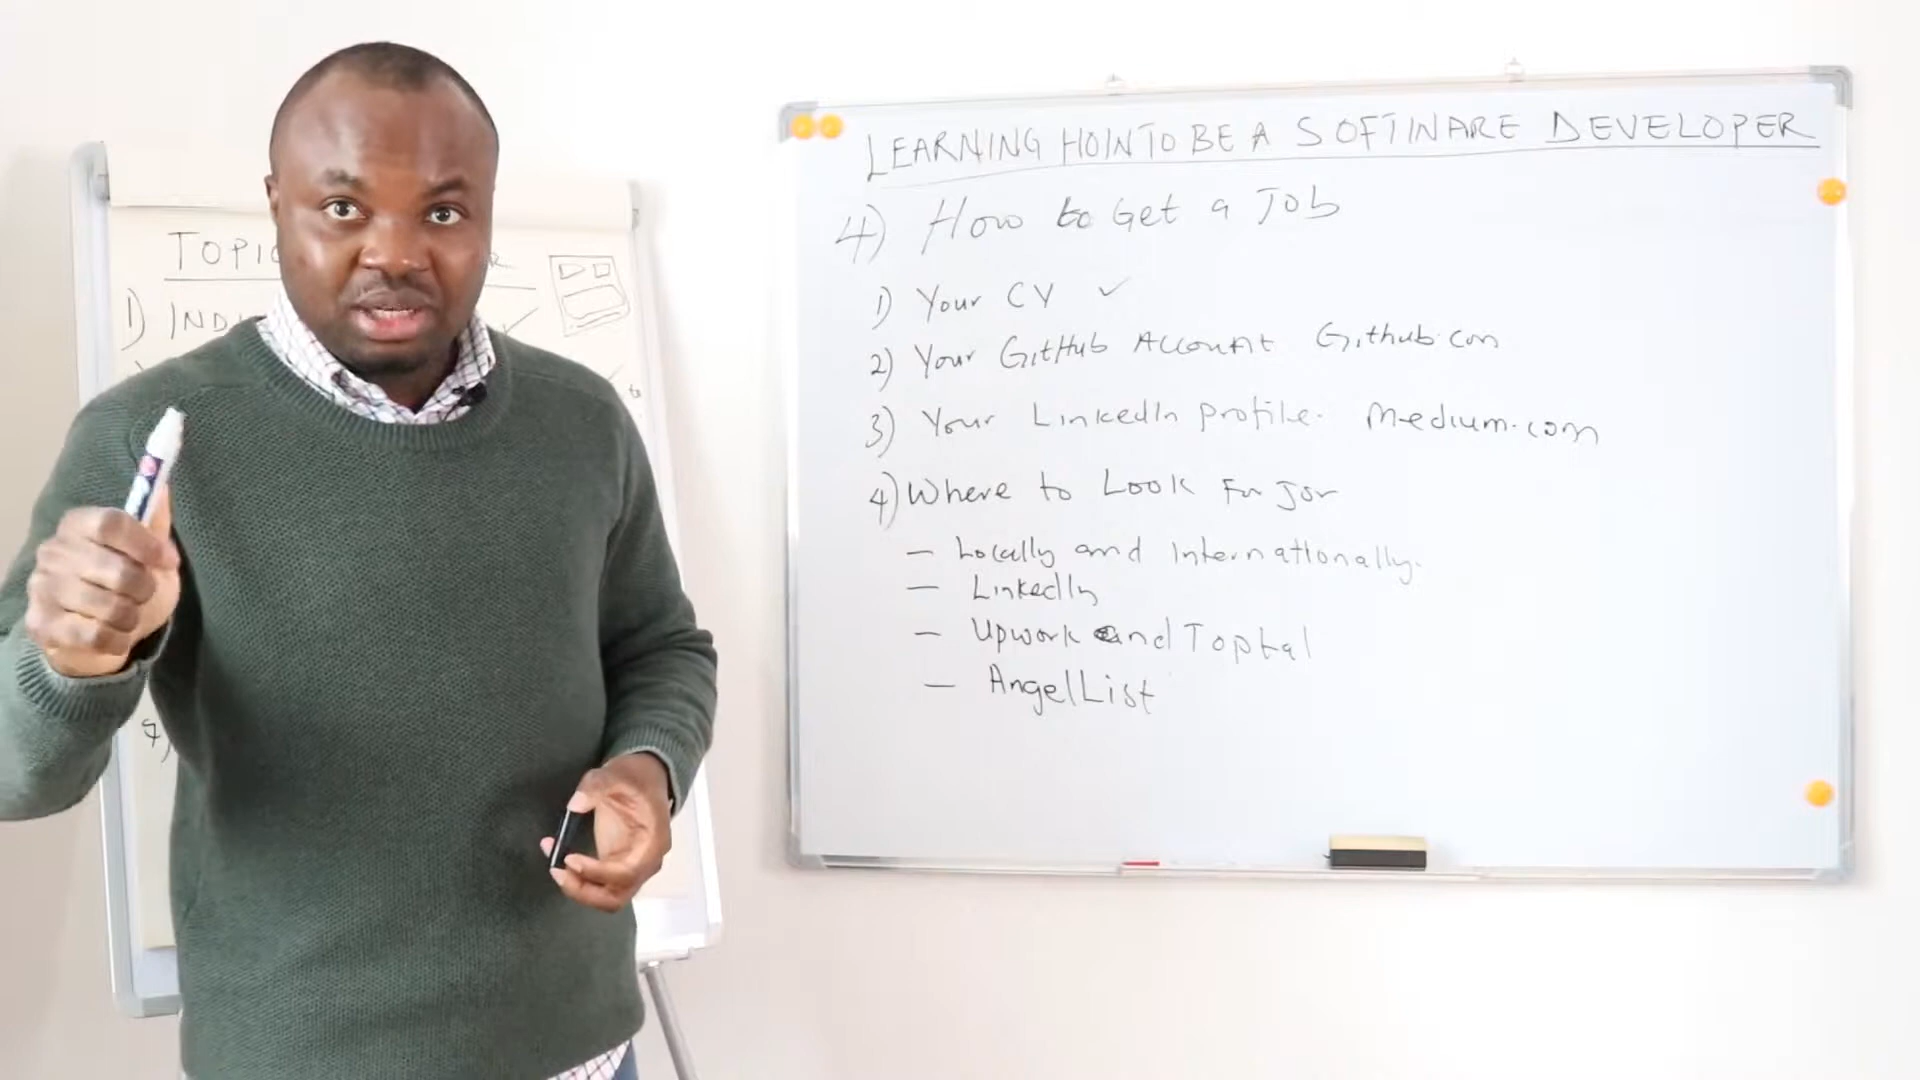 LEARNING HOW TO BE A SOFTWARE DEVELOPER
4) How to Get a Job
1) Your CV ✓
2) Your GitHub Account Github.com
3) Your LinkedIn profile. Medium.com
4) Where to Look For Job
— Locally and Internationally.
— LinkedIn
— Upwork and Toptal
— AngelList
TOPIC
1) IND